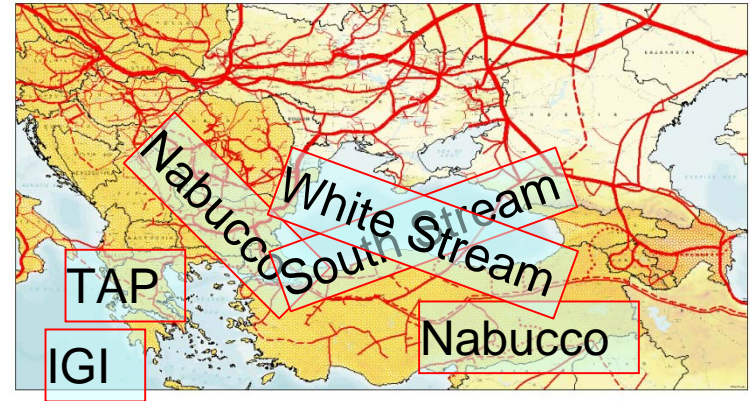 Nabucco
White Stream
South Stream
TAP
Nabucco
IGI